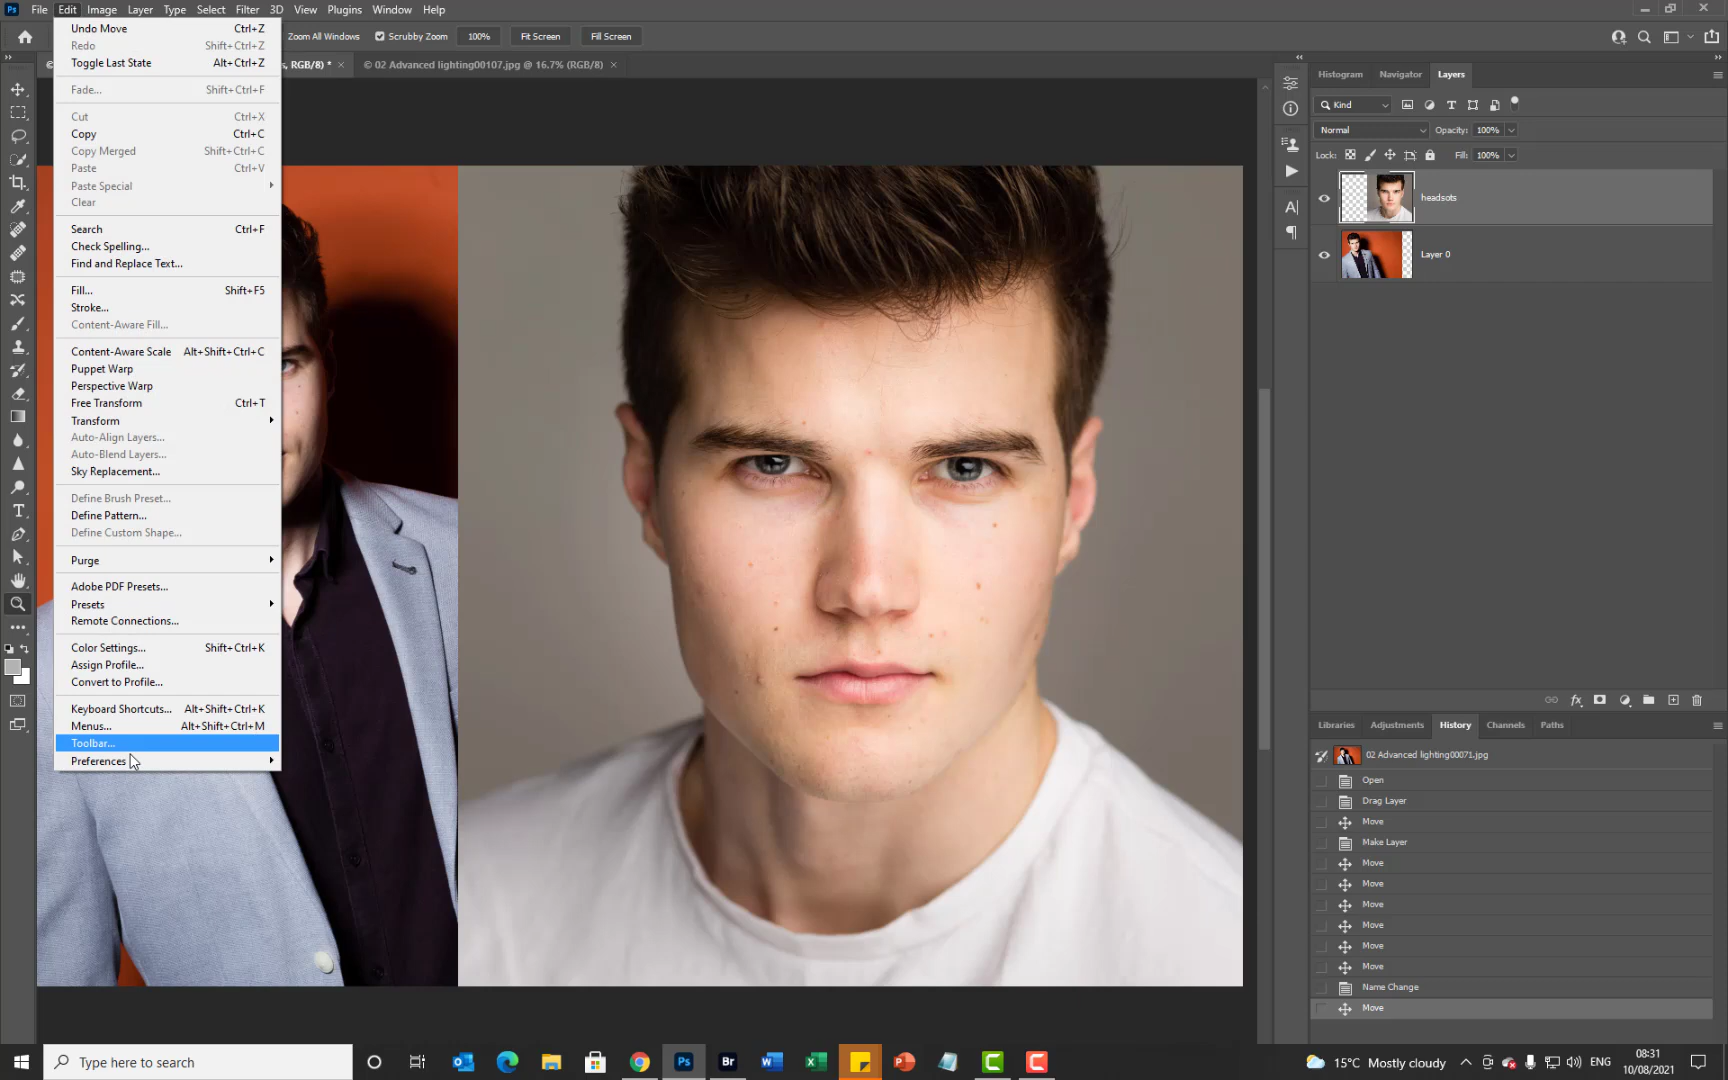 Ps File Edit Image Layer Type Select Filter 3D View Plugins Window Help
Zoom All Windows Scrubby Zoom 100% Fit Screen Fill Screen
RGB/8) * × © 02 Advanced lighting00107.jpg @ 16.7% (RGB/8) ×
Undo Move Ctrl+Z
Redo Shift+Ctrl+Z
Toggle Last State Alt+Ctrl+Z
Fade... Shift+Ctrl+F
Cut Ctrl+X
Copy Ctrl+C
Copy Merged Shift+Ctrl+C
Paste Ctrl+V
Paste Special
Clear
Search Ctrl+F
Check Spelling...
Find and Replace Text...
Fill... Shift+F5
Stroke...
Content-Aware Fill...
Content-Aware Scale Alt+Shift+Ctrl+C
Puppet Warp
Perspective Warp
Free Transform Ctrl+T
Transform
Auto-Align Layers...
Auto-Blend Layers...
Sky Replacement...
Define Brush Preset...
Define Pattern...
Define Custom Shape...
Purge
Adobe PDF Presets...
Presets
Remote Connections...
Color Settings... Shift+Ctrl+K
Assign Profile...
Convert to Profile...
Keyboard Shortcuts... Alt+Shift+Ctrl+K
Menus... Alt+Shift+Ctrl+M
Toolbar...
Preferences
Histogram Navigator Layers
Kind
Normal Opacity: 100%
Lock: Fill: 100%
headsots
Layer 0
Libraries Adjustments History Channels Paths
02 Advanced lighting00071.jpg
Open
Drag Layer
Move
Make Layer
Move
Move
Move
Move
Move
Move
Name Change
Move
Type here to search
Ps Br
15°C Mostly cloudy ENG
08:31
10/08/2021